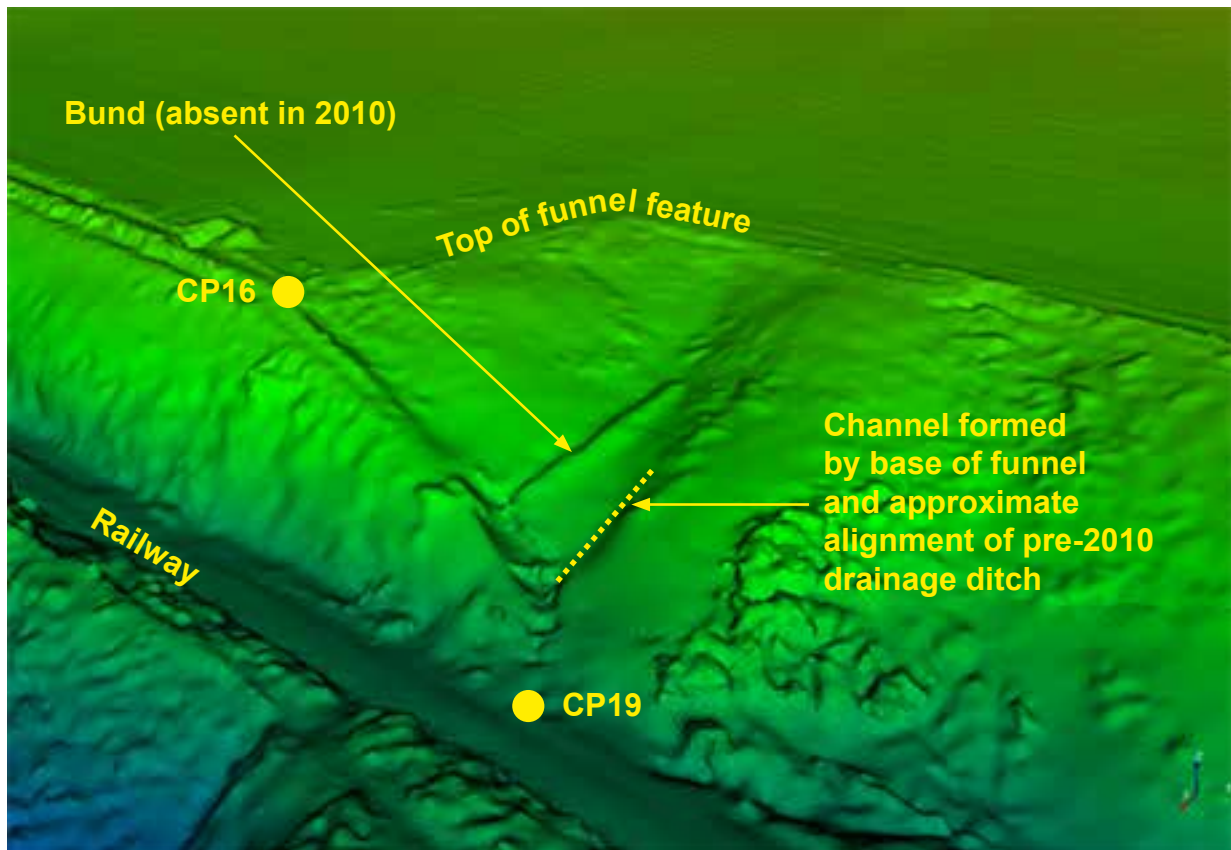 Bund (absent in 2010)
Top of funnel feature
CP16
Channel formed
by base of funnel
and approximate
alignment of pre-2010
drainage ditch
Railway
CP19